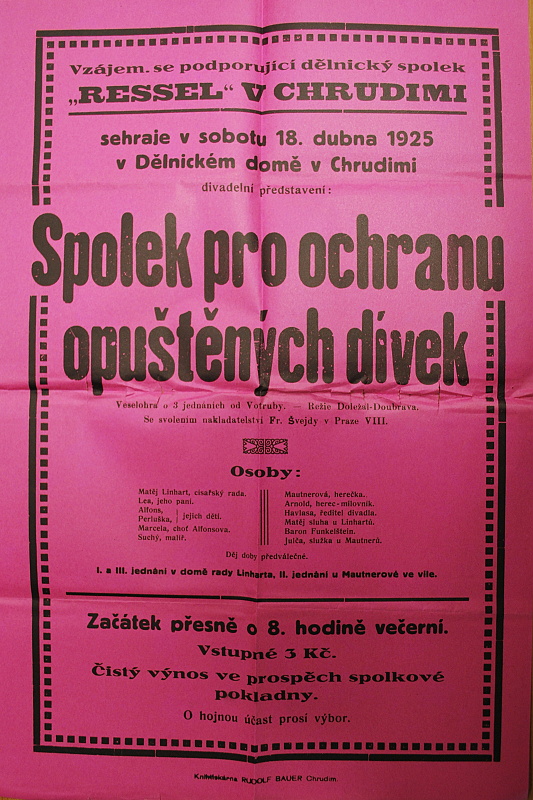 Vzájem. se podporující dělnický spolek
„RESSEL“ V CHRUDIMI
sehraje v sobotu 18. dubna 1925
v Dělnickém domě v Chrudimi
divadelní představení:
Spolek pro ochranu
opuštěných dívek
Veselohra o 3 jednáních od Votruby. — Režie Doležal-Doubrava.
Se svolením nakladatelství Fr. Švejdy v Praze VIII.
Osoby:
Matěj Linhart, císařský rada.
Lea, jeho paní.
Alfons,
Perluška, jejich děti.
Marcela, choť Alfonsova.
Suchý, malíř.
Mautnerová, herečka.
Arnold, herec-milovník.
Havlasa, ředitel divadla.
Matěj sluha u Linhartů.
Baron Funkelštein.
Julča, služka u Mautnerů.
Děj doby předválečné.
I. a III. jednání v domě rady Linharta, II. jednání u Mautnerové ve vile.
Začátek přesně o 8. hodině večerní.
Vstupné 3 Kč.
Čistý výnos ve prospěch spolkové
pokladny.
O hojnou účast prosí výbor.
Knihtiskárna RUDOLF BAUER Chrudim.